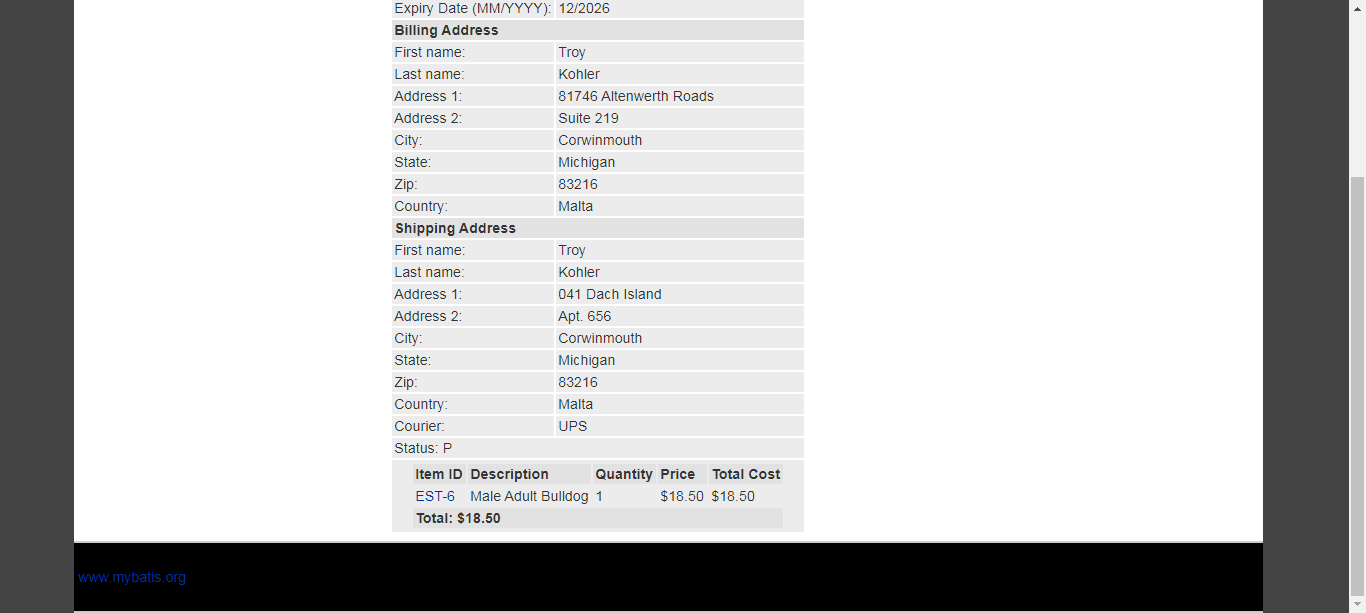 Expiry Date (MM/YYYY): 12/2026
Billing Address
First name: Troy
Last name: Kohler
Address 1: 81746 Altenwerth Roads
Address 2: Suite 219
City: Corwinmouth
State: Michigan
Zip: 83216
Country: Malta
Shipping Address
First name: Troy
Last name: Kohler
Address 1: 041 Dach Island
Address 2: Apt. 656
City: Corwinmouth
State: Michigan
Zip: 83216
Country: Malta
Courier: UPS
Status: P
Item ID Description Quantity Price Total Cost
EST-6 Male Adult Bulldog 1 $18.50 $18.50
Total: $18.50
www.mybatis.org